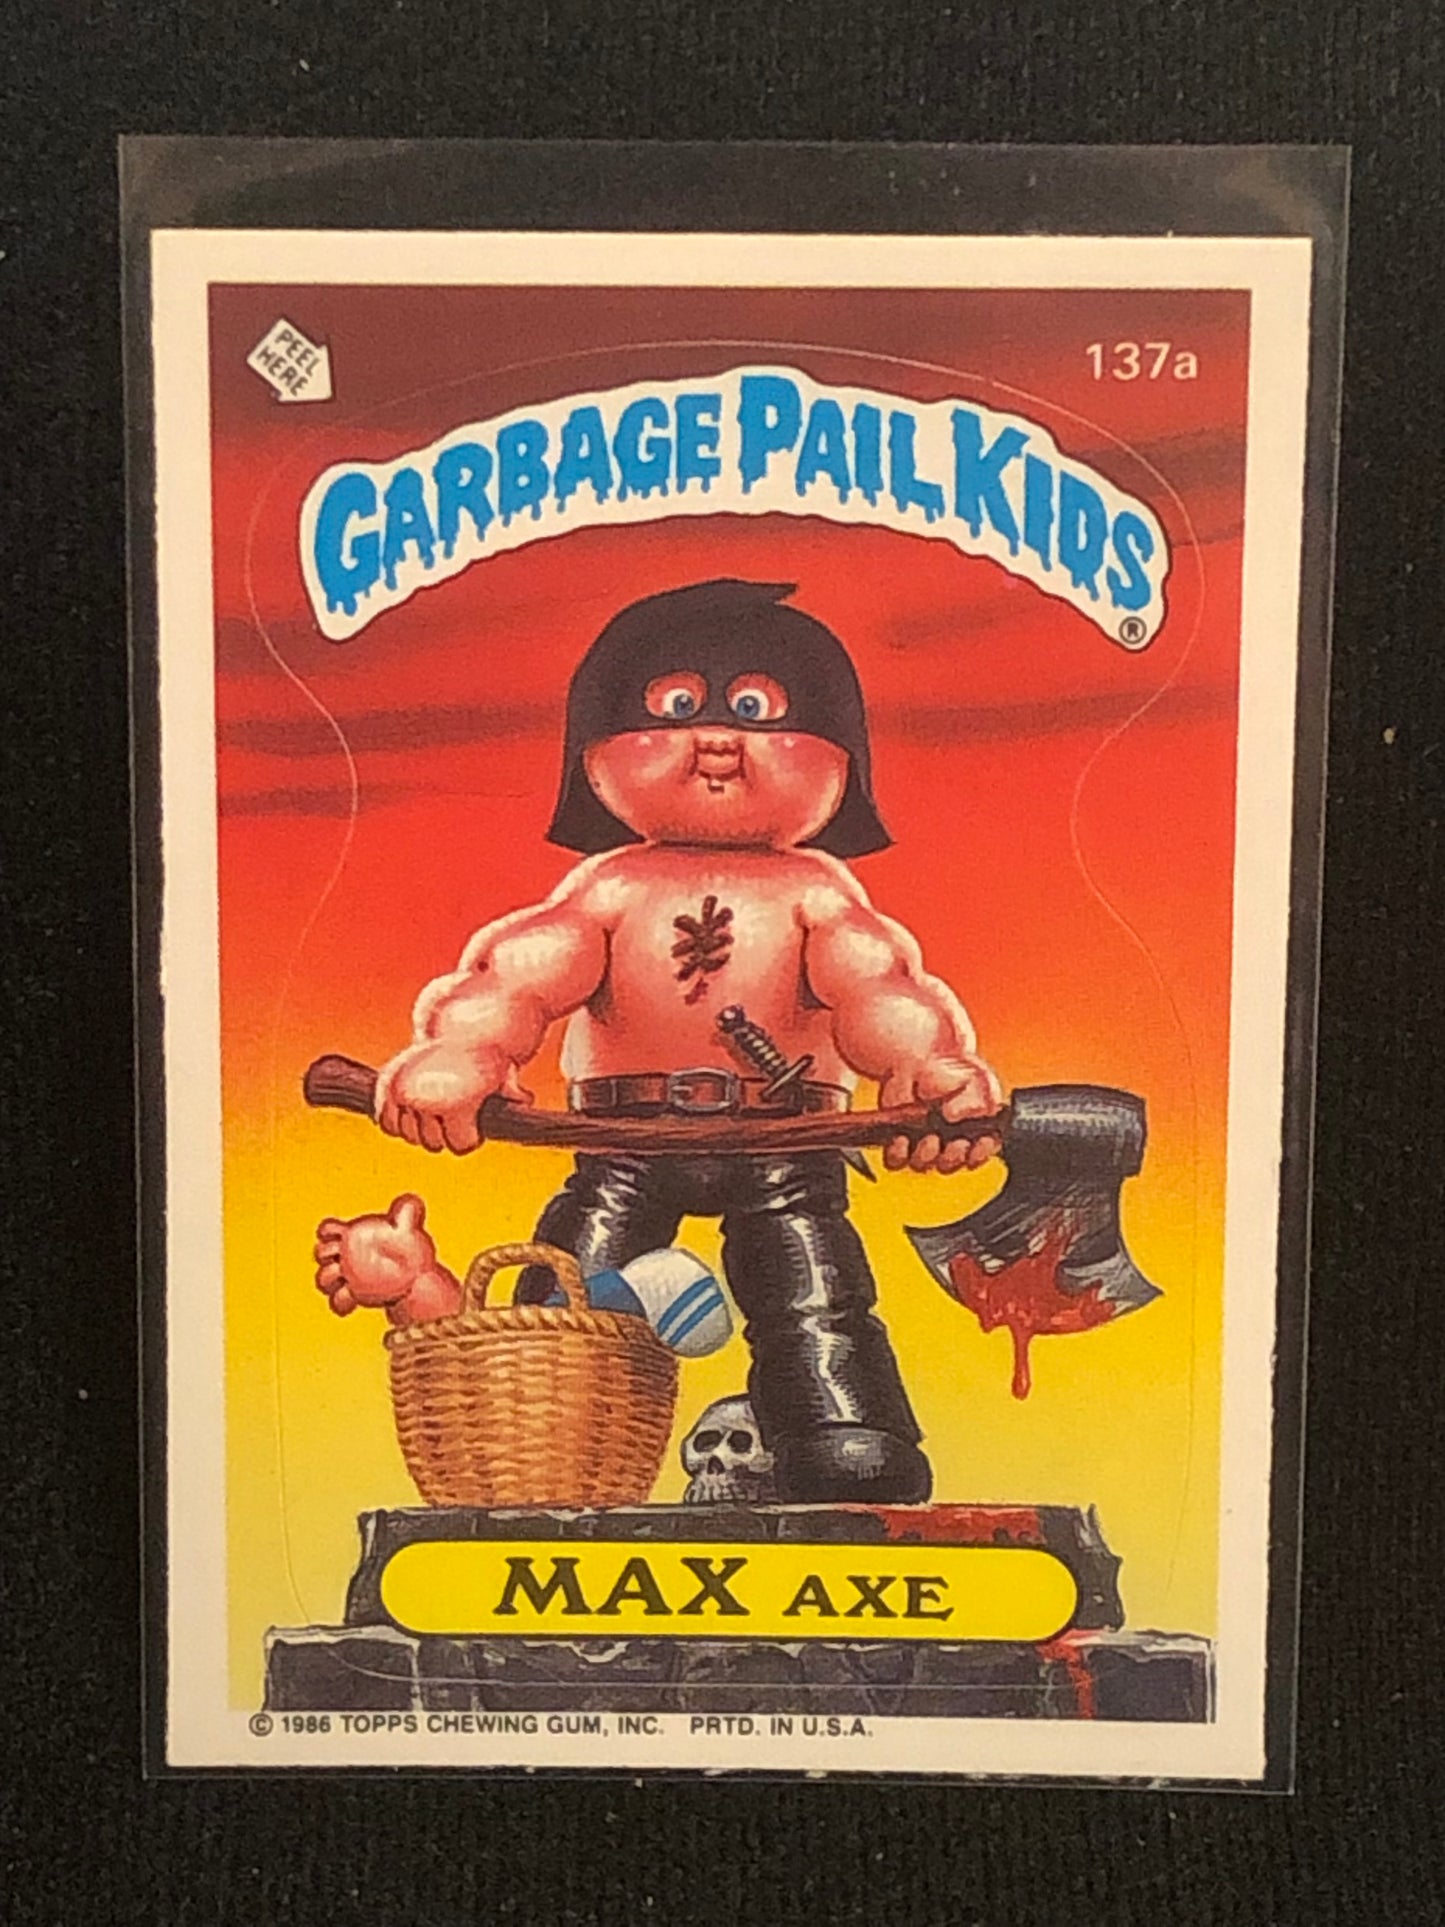 PEEL
HERE
137a
GARBAGE PAIL KIDS
®
MAX AXE
© 1986 TOPPS CHEWING GUM, INC. PRTD. IN U.S.A.